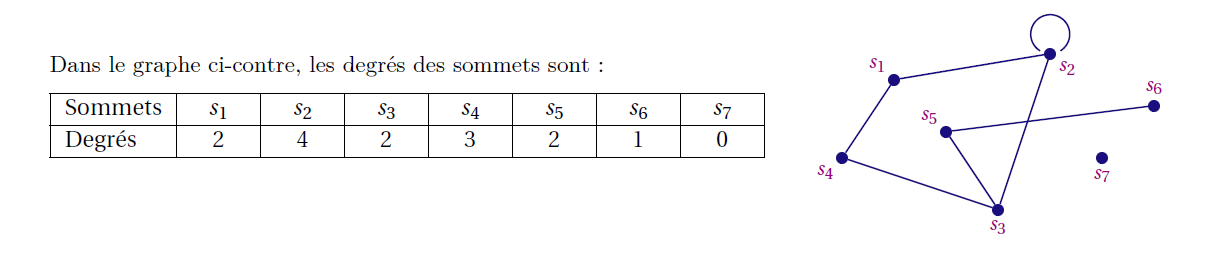 Dans le graphe ci-contre, les degrés des sommets sont :
Sommets s1 s2 s3 s4 s5 s6 s7
Degrés 2 4 2 3 2 1 0
s1
s2
s6
s5
s4
s7
s3